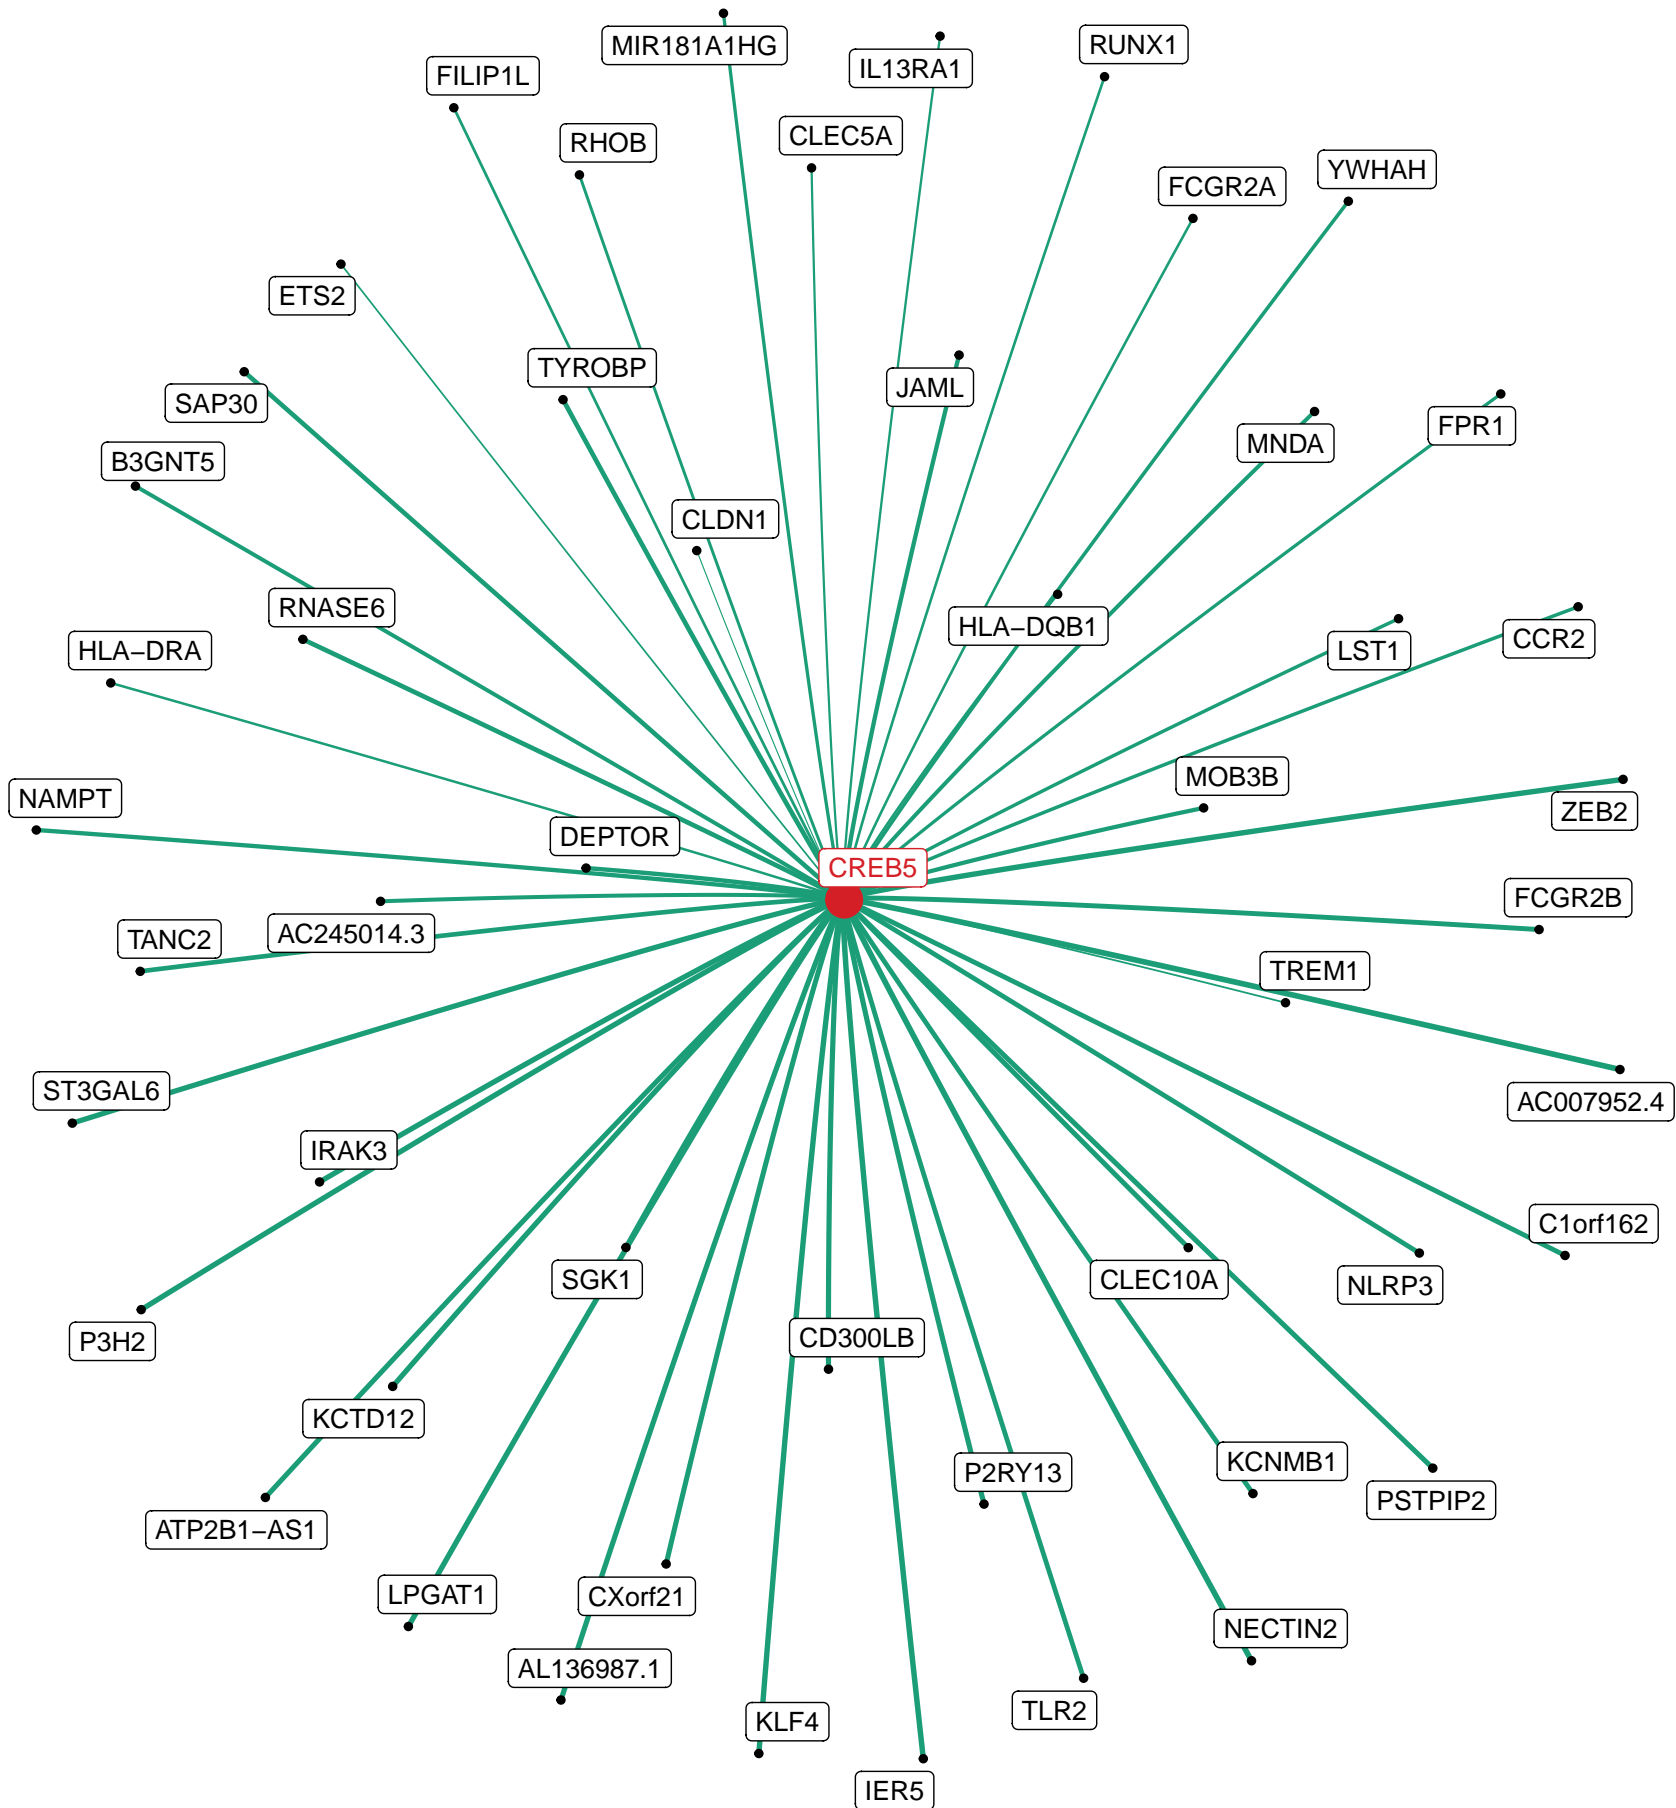 MIR181A1HG
RUNX1
IL13RA1
FILIP1L
CLEC5A
RHOB
YWHAH
FCGR2A
ETS2
TYROBP
JAML
SAP30
FPR1
MNDA
B3GNT5
CLDN1
RNASE6
HLA−DQB1
CCR2
HLA−DRA
LST1
MOB3B
NAMPT
ZEB2
DEPTOR
CREB5
FCGR2B
AC245014.3
TANC2
TREM1
ST3GAL6
AC007952.4
IRAK3
C1orf162
SGK1
CLEC10A
NLRP3
CD300LB
P3H2
KCTD12
KCNMB1
P2RY13
PSTPIP2
ATP2B1−AS1
LPGAT1
CXorf21
NECTIN2
AL136987.1
TLR2
KLF4
IER5